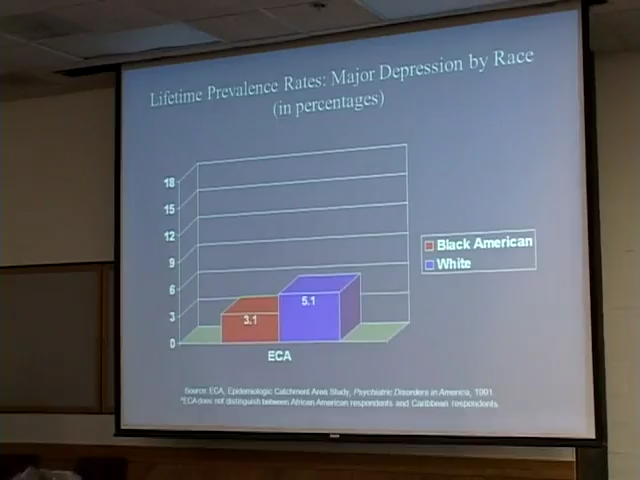 Lifetime Prevalence Rates: Major Depression by Race
(in percentages)
18
15
12
9
6
3
0
3.1
5.1
ECA
Black American
White
Source: ECA, Epidemiologic Catchment Area Study, Psychiatric Disorders in America, 1991
*ECA does not distinguish between African American respondents and Caribbean respondents.